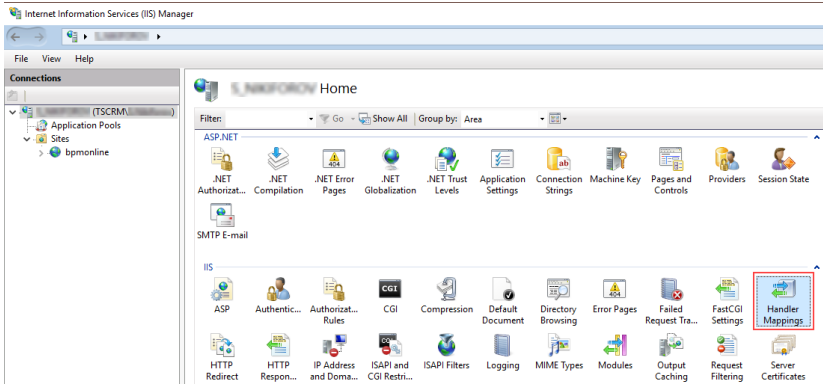 Internet Information Services (IIS) Manager
File View Help
Connections
(TSCRM\
Application Pools
Sites
bpmonline
Home
Filter: Go Show All Group by: Area
ASP.NET
.NET Authorizat...
.NET Compilation
.NET Error Pages
.NET Globalization
.NET Trust Levels
Application Settings
Connection Strings
Machine Key
Pages and Controls
Providers
Session State
SMTP E-mail
IIS
ASP
Authentic...
Authorizat... Rules
CGI
Compression
Default Document
Directory Browsing
Error Pages
Failed Request Tra...
FastCGI Settings
Handler Mappings
HTTP Redirect
HTTP Respon...
IP Address and Doma...
ISAPI and CGI Restri...
ISAPI Filters
Logging
MIME Types
Modules
Output Caching
Request Filtering
Server Certificates